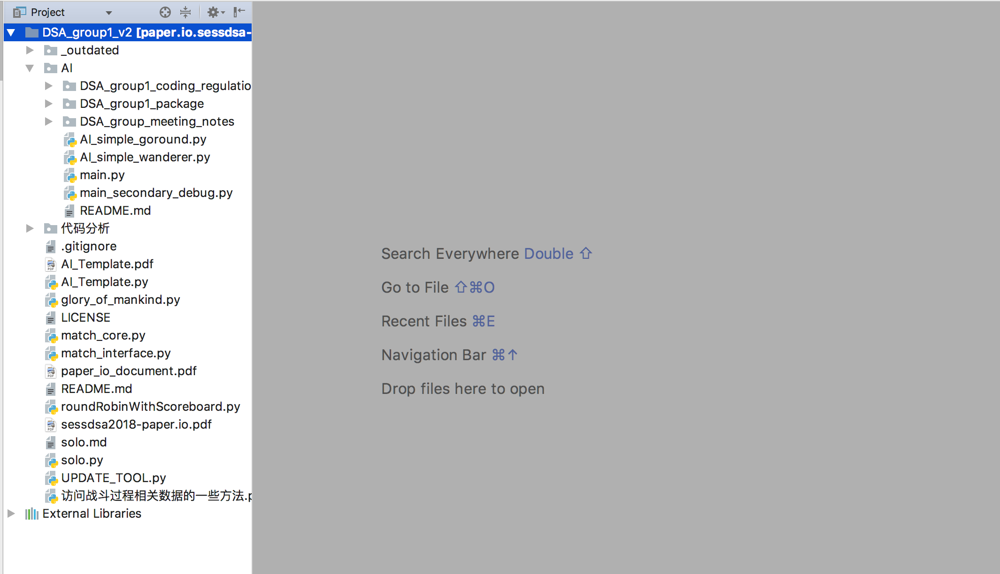 Project
DSA_group1_v2 [paper.io.sessdsa-
_outdated
AI
DSA_group1_coding_regulatio
DSA_group1_package
DSA_group_meeting_notes
AI_simple_goround.py
AI_simple_wanderer.py
main.py
main_secondary_debug.py
README.md
代码分析
.gitignore
AI_Template.pdf
AI_Template.py
glory_of_mankind.py
LICENSE
match_core.py
match_interface.py
paper_io_document.pdf
README.md
roundRobinWithScoreboard.py
sessdsa2018-paper.io.pdf
solo.md
solo.py
UPDATE_TOOL.py
访问战斗过程相关数据的一些方法.p
External Libraries
Search Everywhere Double ⇧
Go to File ⇧⌘O
Recent Files ⌘E
Navigation Bar ⌘↑
Drop files here to open